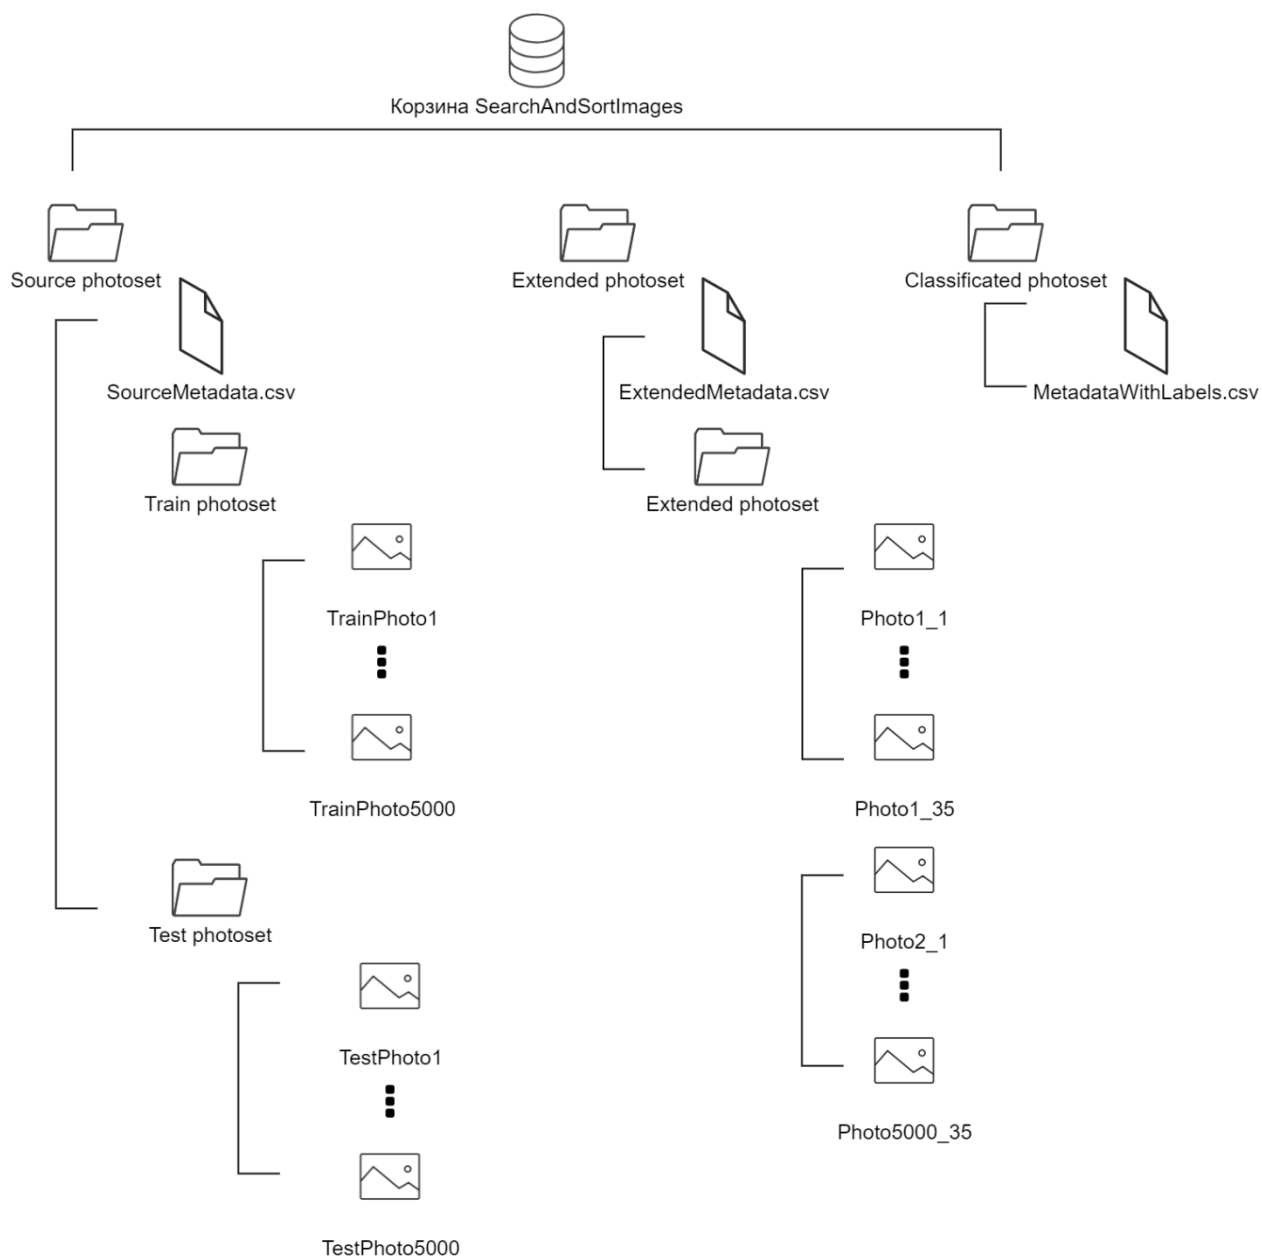 Корзина SearchAndSortImages
Source photoset
Extended photoset
Classificated photoset
SourceMetadata.csv
ExtendedMetadata.csv
MetadataWithLabels.csv
Train photoset
Extended photoset
TrainPhoto1
Photo1_1
TrainPhoto5000
Photo1_35
Test photoset
Photo2_1
TestPhoto1
Photo5000_35
TestPhoto5000